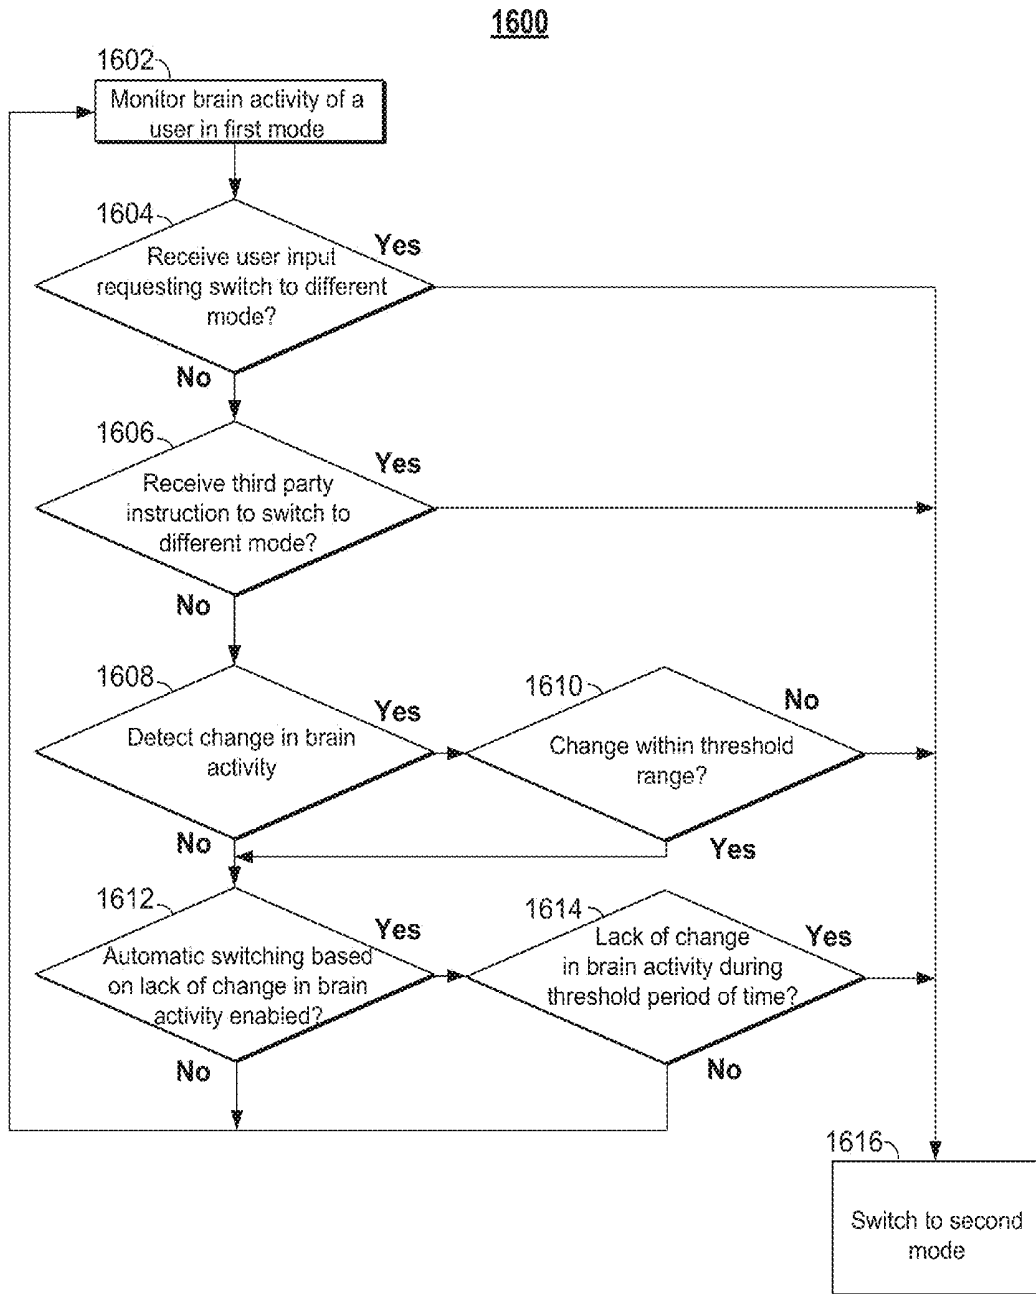 1600
1602
Monitor brain activity of a
user in first mode
1604
Yes
Receive user input
requesting switch to different
mode?
No
1606
Yes
Receive third party
instruction to switch to
different mode?
No
1608
Yes
Detect change in brain
activity
No
1610
No
Change within threshold
range?
Yes
1612
Yes
Automatic switching based
on lack of change in brain
activity enabled?
No
1614
Yes
Lack of change
in brain activity during
threshold period of time?
No
1616
Switch to second
mode